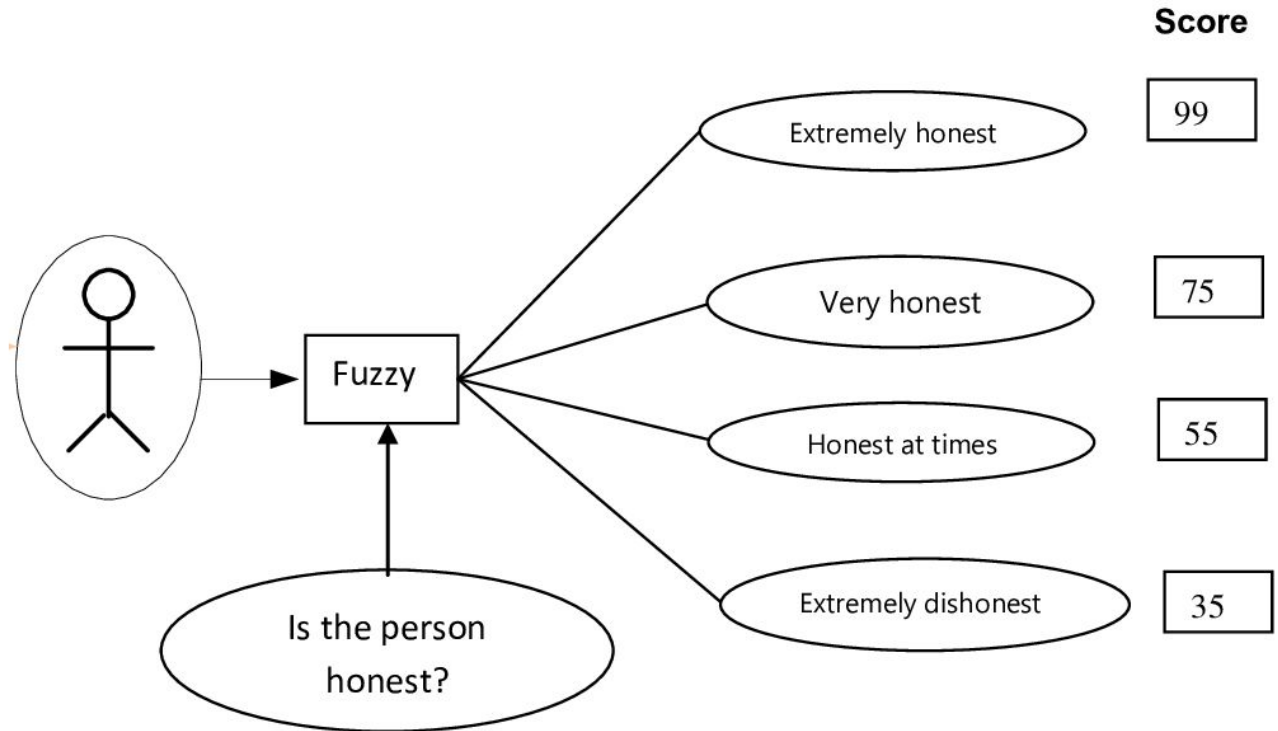 Score
Extremely honest
99
Very honest
75
Fuzzy
Honest at times
55
Extremely dishonest
35
Is the person
honest?